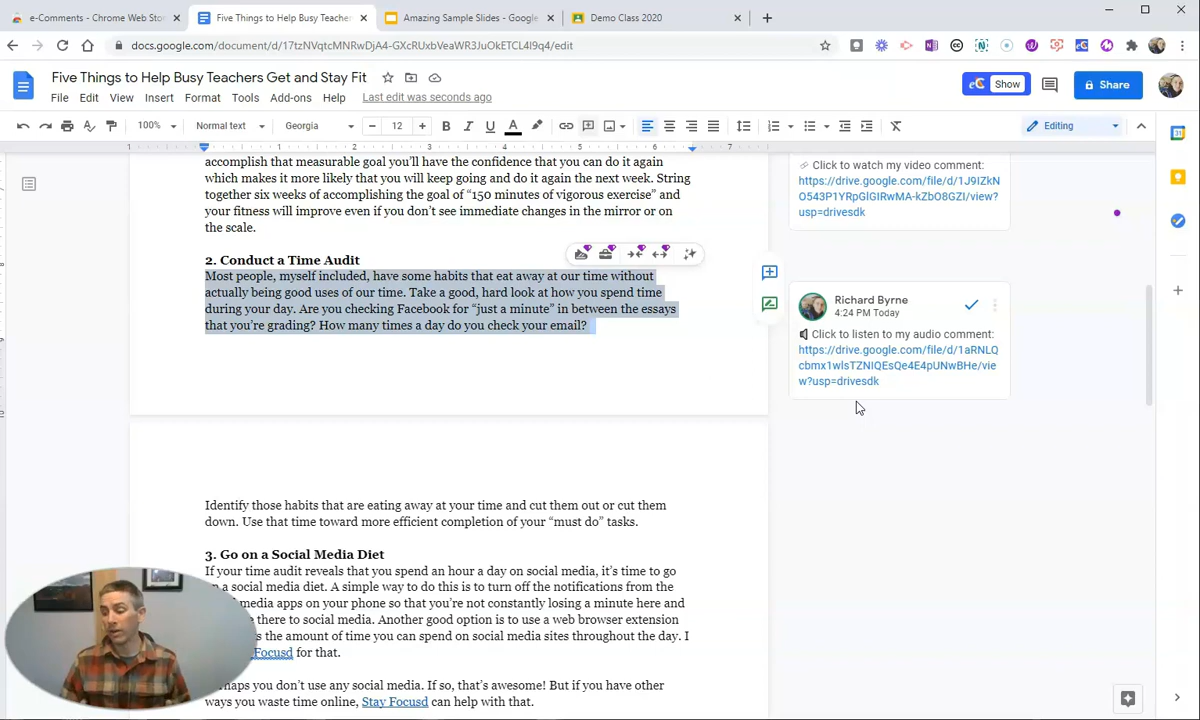 e-Comments - Chrome Web Sto
Five Things to Help Busy Teache
Amazing Sample Slides - Google
Demo Class 2020
docs.google.com/document/d/17tzNVqtcMNRwDjA4-GXcRUxbVeaWR3JuOkETCL4I9q4/edit
Five Things to Help Busy Teachers Get and Stay Fit
eC Show
Share
File Edit View Insert Format Tools Add-ons Help Last edit was seconds ago
100% Normal text Georgia 12 Editing
1 1 2 3 4 5 6 7
accomplish that measurable goal you'll have the confidence that you can do it again
which makes it more likely that you will keep going and do it again the next week. String
together six weeks of accomplishing the goal of “150 minutes of vigorous exercise” and
your fitness will improve even if you don't see immediate changes in the mirror or on
the scale.
2. Conduct a Time Audit
Most people, myself included, have some habits that eat away at our time without
actually being good uses of our time. Take a good, hard look at how you spend time
during your day. Are you checking Facebook for “just a minute” in between the essays
that you're grading? How many times a day do you check your email?
Identify those habits that are eating away at your time and cut them out or cut them
down. Use that time toward more efficient completion of your “must do” tasks.
3. Go on a Social Media Diet
If your time audit reveals that you spend an hour a day on social media, it's time to go
a social media diet. A simple way to do this is to turn off the notifications from the
media apps on your phone so that you're not constantly losing a minute here and
there to social media. Another good option is to use a web browser extension
the amount of time you can spend on social media sites throughout the day. I
Focusd for that.
you don't use any social media. If so, that's awesome! But if you have other
ways you waste time online, Stay Focusd can help with that.
Click to watch my video comment:
https://drive.google.com/file/d/1J9IZkN
O543P1YRpGlGIRwMA-kZbO8GZI/view?
usp=drivesdk
Richard Byrne
4:24 PM Today
Click to listen to my audio comment:
https://drive.google.com/file/d/1aRNLQ
cbmx1wlsTZNIQEsQe4E4pUNwBHe/vie
w?usp=drivesdk